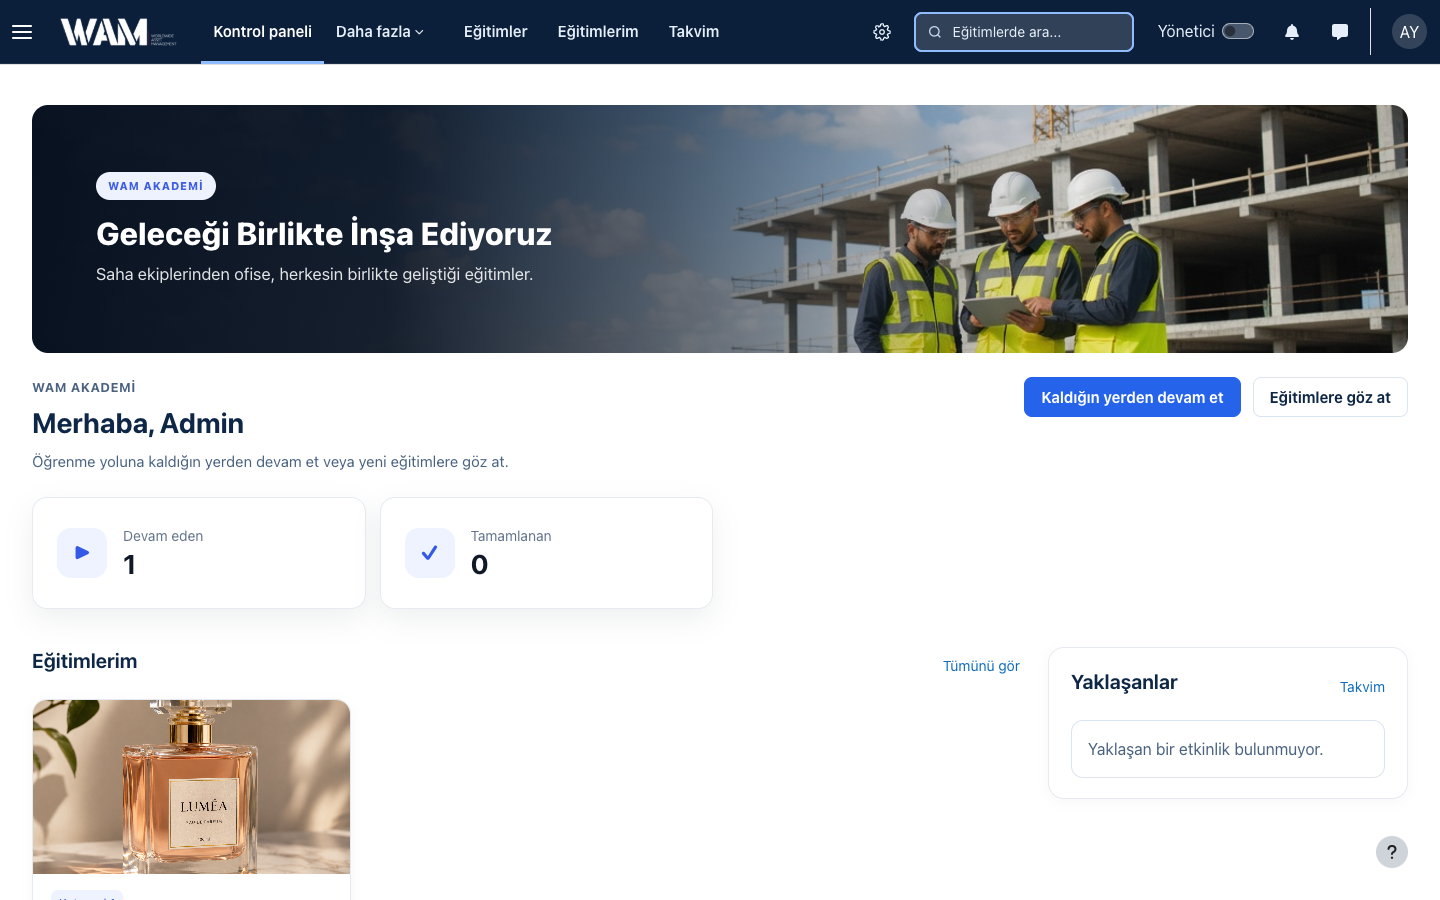 WAM
Kontrol paneli
Daha fazla
Eğitimler
Eğitimlerim
Takvim
Eğitimlerde ara...
Yönetici
AY
WAM AKADEMİ
Geleceği Birlikte İnşa Ediyoruz
Saha ekiplerinden ofise, herkesin birlikte geliştiği eğitimler.
WAM AKADEMİ
Merhaba, Admin
Öğrenme yoluna kaldığın yerden devam et veya yeni eğitimlere göz at.
Kaldığın yerden devam et
Eğitimlere göz at
Devam eden
1
Tamamlanan
0
Eğitimlerim
Tümünü gör
LUMÉA
Yaklaşanlar
Takvim
Yaklaşan bir etkinlik bulunmuyor.
?